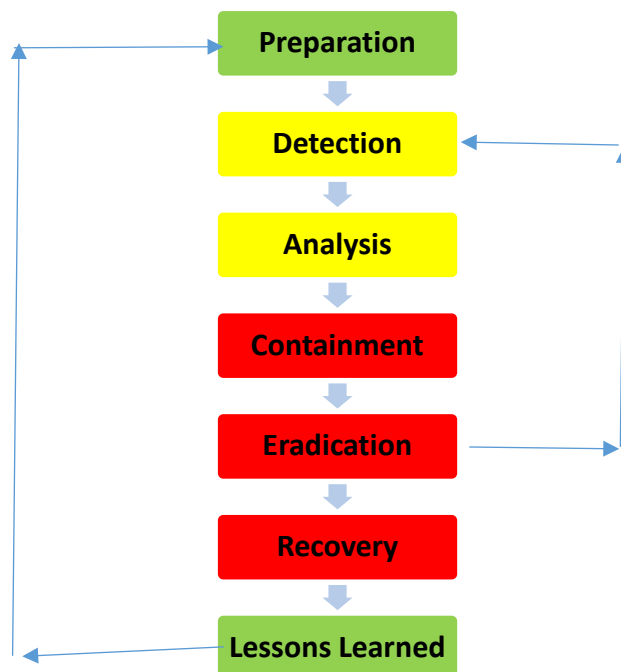 Preparation
Detection
Analysis
Containment
Eradication
Recovery
Lessons Learned